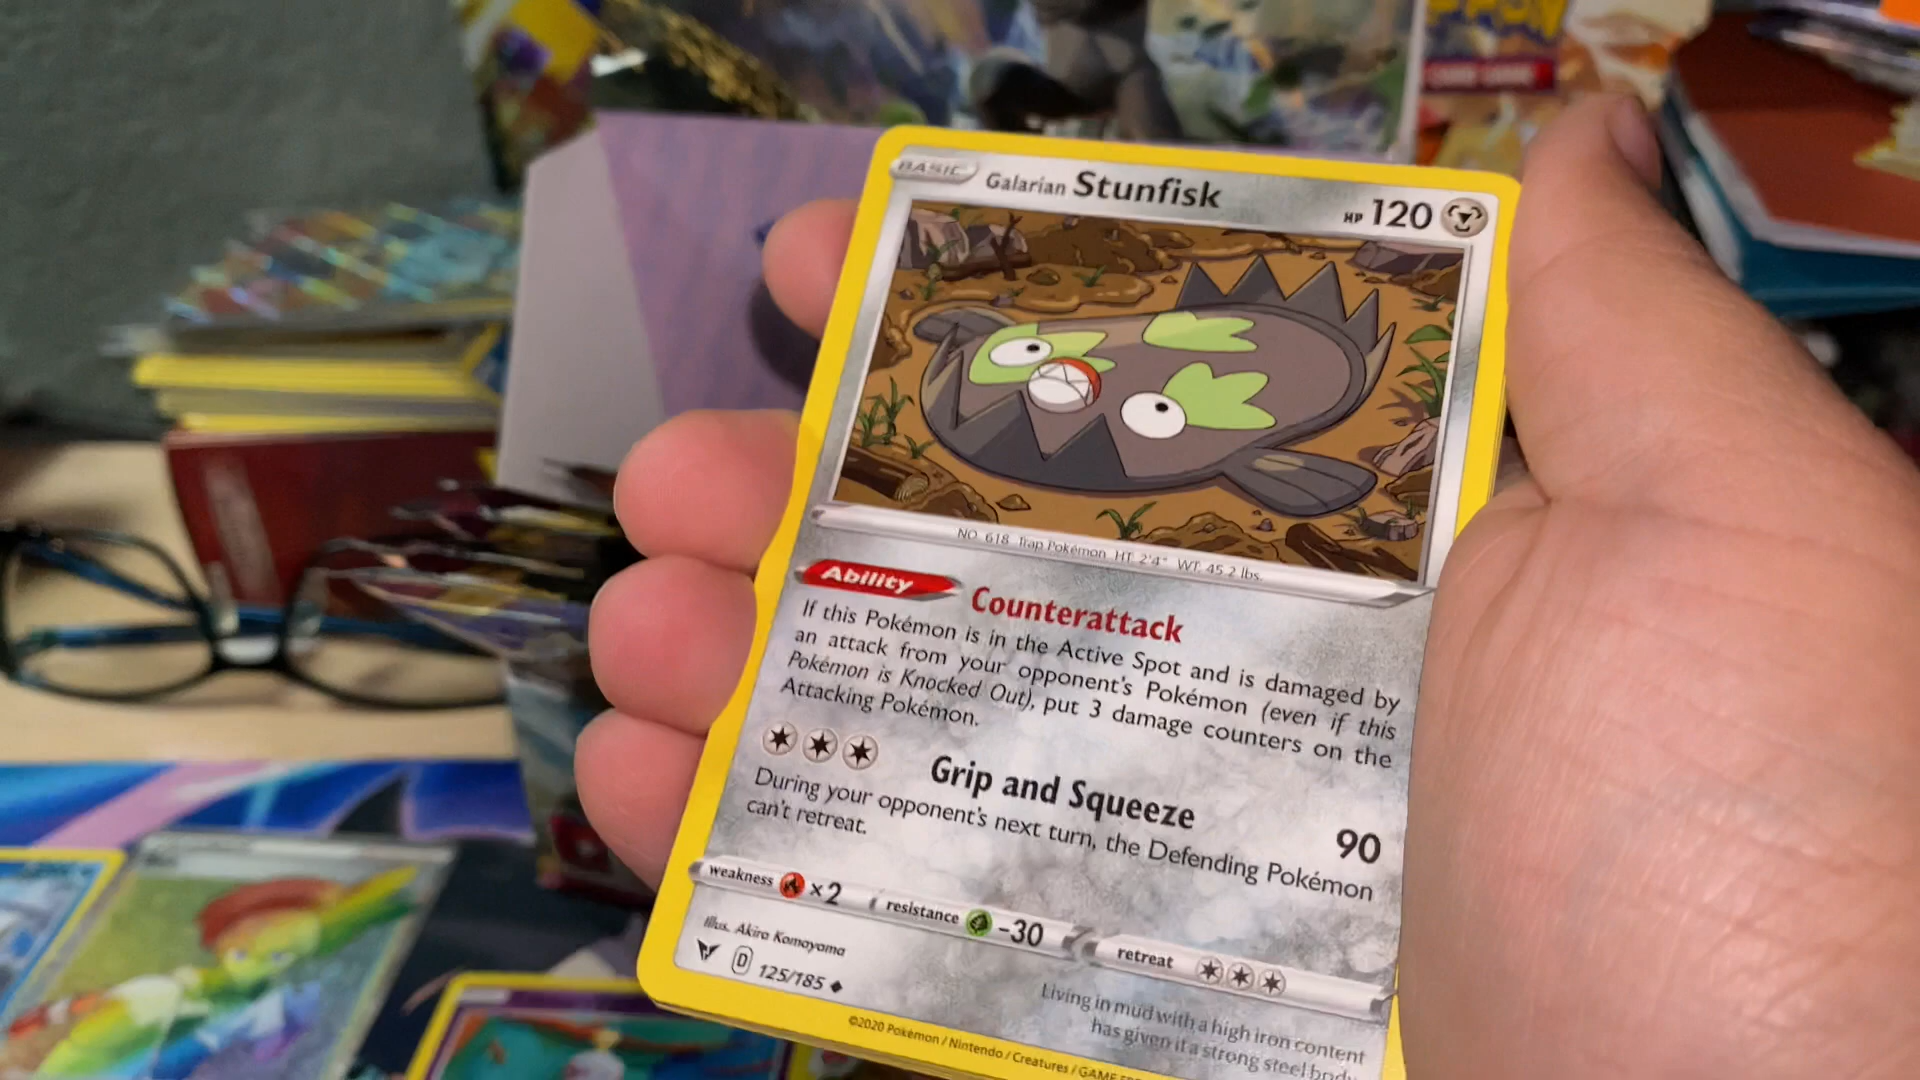 BASIC Galarian Stunfisk HP 120
NO. 618 Trap Pokémon HT. 2'4" WT. 45.2 lbs.
Ability Counterattack
If this Pokémon is in the Active Spot and is damaged by
an attack from your opponent's Pokémon (even if this
Pokémon is Knocked Out), put 3 damage counters on the
Attacking Pokémon.
Grip and Squeeze 90
During your opponent's next turn, the Defending Pokémon
can't retreat.
weakness ×2 resistance -30 retreat
Illus. Akira Komayama
D 125/185
Living in mud with a high iron content
has given it a strong steel body.
©2020 Pokémon / Nintendo / Creatures /